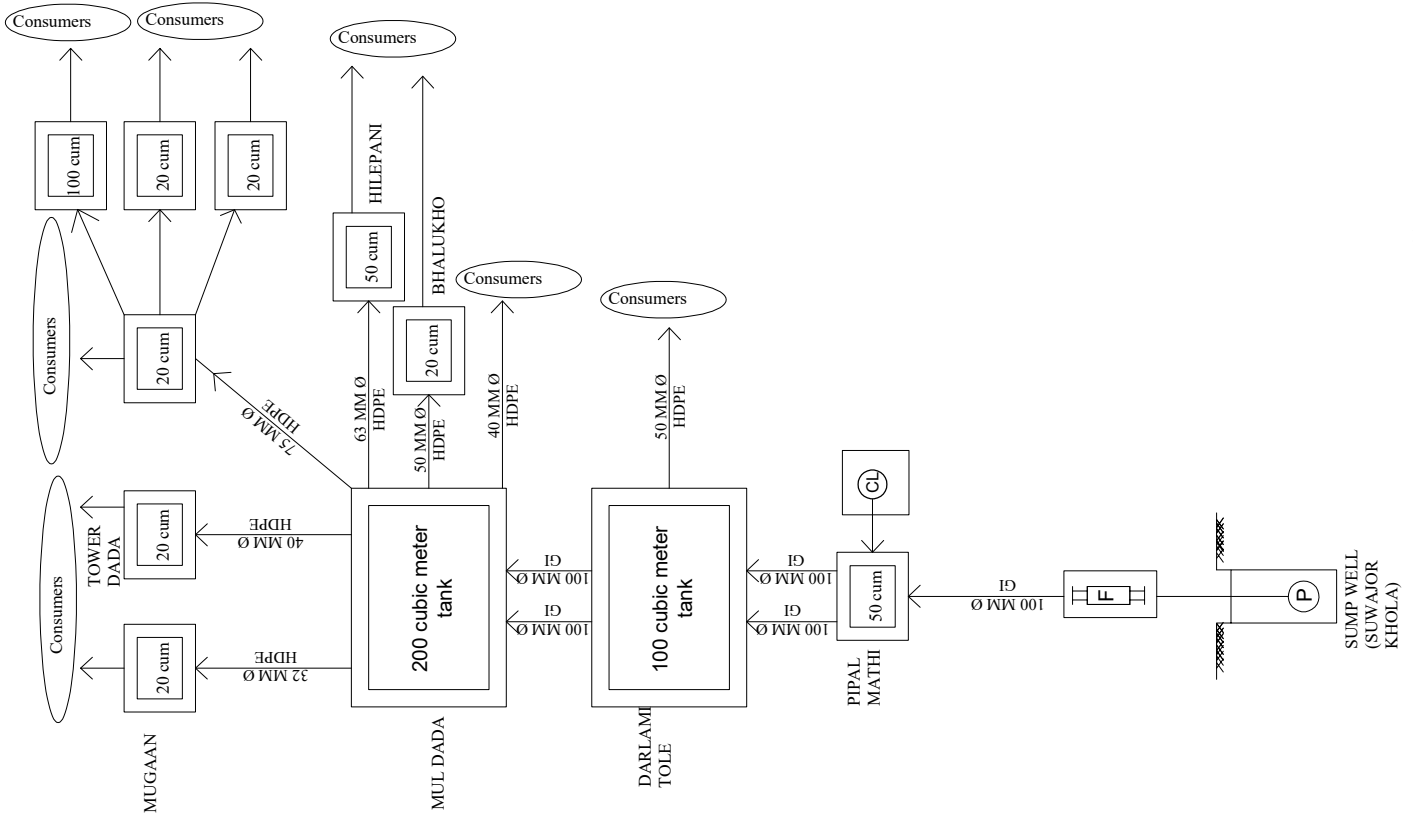 Consumers
Consumers
100 cum
20 cum
20 cum
Consumers
20 cum
75 MM Ø
HDPE
Consumers
HILEPANI
50 cum
63 MM Ø
HDPE
BHALUKHO
20 cum
50 MM Ø
HDPE
Consumers
40 MM Ø
HDPE
Consumers
TOWER
DADA
20 cum
40 MM Ø
HDPE
MUGAAN
20 cum
32 MM Ø
HDPE
200 cubic meter
tank
MUL DADA
100 MM Ø
GI
100 MM Ø
GI
Consumers
50 MM Ø
HDPE
100 cubic meter
tank
DARLAMI
TOLE
100 MM Ø
GI
100 MM Ø
GI
CL
50 cum
PIPAL
MATHI
100 MM Ø
GI
F
P
SUMP WELL
(SUWAJOR
KHOLA)